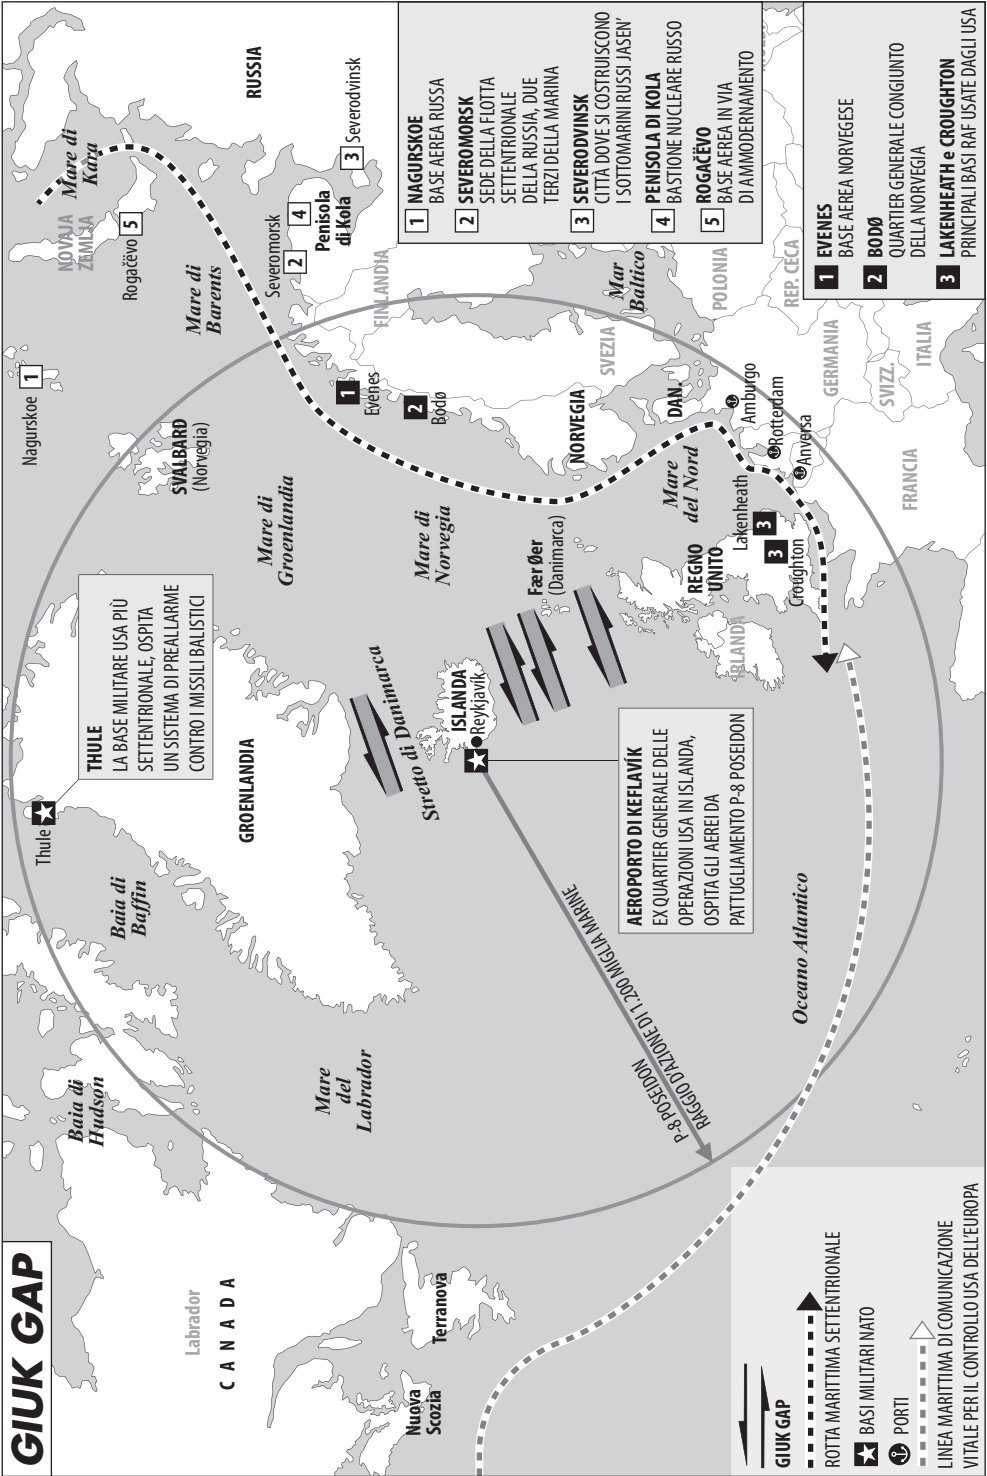 GIUK GAP
Labrador
CANADA
Nuova
Scozia
Terranova
Baia di
Hudson
Baia di
Baffin
Mare
del
Labrador
Thule
THULE
LA BASE MILITARE USA PIÙ
SETTENTRIONALE, OSPITA
UN SISTEMA DI PREALLARME
CONTRO I MISSILI BALISTICI
GROENLANDIA
Stretto di Danimarca
ISLANDA
Reykjavík
AEROPORTO DI KEFLAVÍK
EX QUARTIER GENERALE DELLE
OPERAZIONI USA IN ISLANDA,
OSPITA GLI AEREI DA
PATTUGLIAMENTO P-8 POSEIDON
P-8 POSEIDON
RAGGIO D'AZIONE DI 1.200 MIGLIA MARINE
Oceano Atlantico
Nagurskoe 1
SVALBARD
(Norvegia)
Mare di
Groenlandia
Mare di
Norvegia
Fær Øer
(Danimarca)
Mare di
Kara
NOVAJA
ZEMLJA
Rogačëvo 5
Mare di
Barents
RUSSIA
3 Severodvinsk
Severomorsk
2
4
Penisola
di Kola
FINLANDIA
1
Evenes
2
Bodø
NORVEGIA
SVEZIA
Mar
Baltico
DAN.
Mare
del Nord
Amburgo
Rotterdam
Anversa
REGNO
UNITO
IRLANDA
Lakenheath
3
3
Croughton
POLONIA
REP. CECA
GERMANIA
SVIZZ.
ITALIA
FRANCIA
1 NAGURSKOE
BASE AEREA RUSSA
2 SEVEROMORSK
SEDE DELLA FLOTTA
SETTENTRIONALE
DELLA RUSSIA, DUE
TERZI DELLA MARINA
3 SEVERODVINSK
CITTÀ DOVE SI COSTRUISCONO
I SOTTOMARINI RUSSI JASEN'
4 PENISOLA DI KOLA
BASTIONE NUCLEARE RUSSO
5 ROGAČËVO
BASE AEREA IN VIA
DI AMMODERNAMENTO
1 EVENES
BASE AEREA NORVEGESE
2 BODØ
QUARTIER GENERALE CONGIUNTO
DELLA NORVEGIA
3 LAKENHEATH e CROUGHTON
PRINCIPALI BASI RAF USATE DAGLI USA
GIUK GAP
ROTTA MARITTIMA SETTENTRIONALE
BASI MILITARI NATO
PORTI
LINEA MARITTIMA DI COMUNICAZIONE
VITALE PER IL CONTROLLO USA DELL'EUROPA